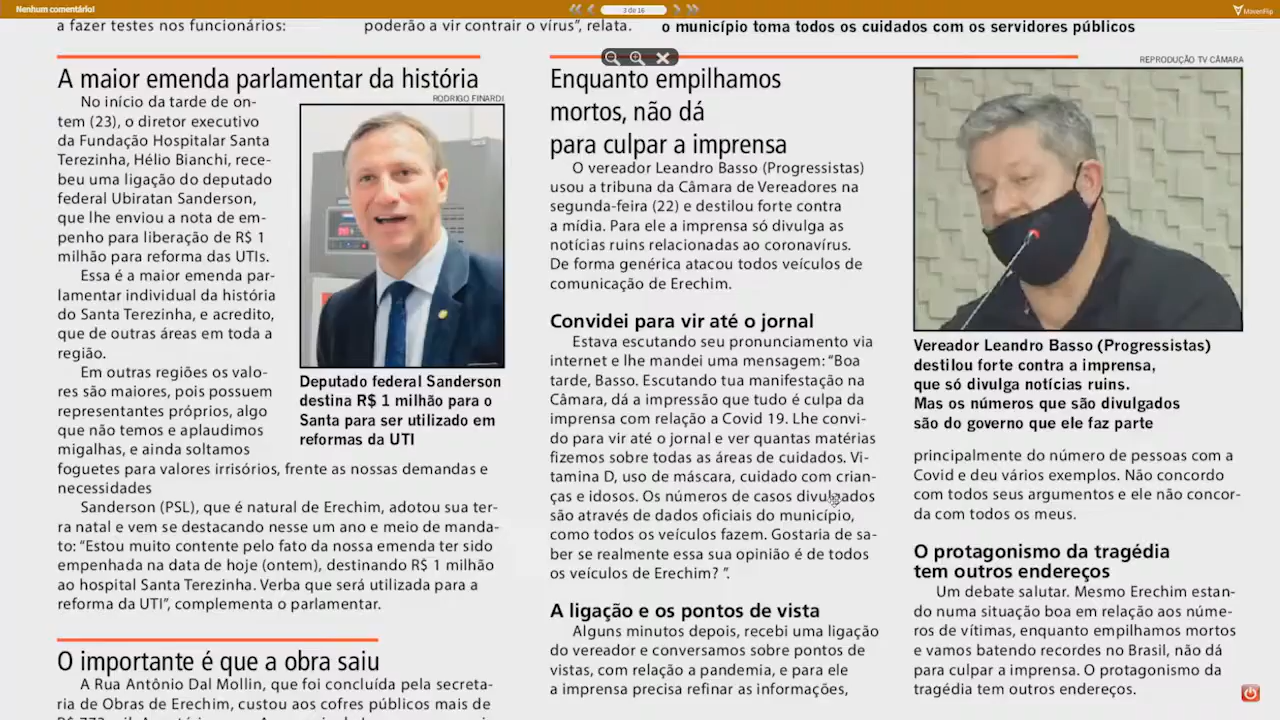 Nenhum comentário!
3 de 16
MavenFlip
a fazer testes nos funcionários:
poderão a vir contrair o vírus", relata.
o município toma todos os cuidados com os servidores públicos
A maior emenda parlamentar da história
RODRIGO FINARDI
No início da tarde de on-
tem (23), o diretor executivo
da Fundação Hospitalar Santa
Terezinha, Hélio Bianchi, rece-
beu uma ligação do deputado
federal Ubiratan Sanderson,
que lhe enviou a nota de em-
penho para liberação de R$ 1
milhão para reforma das UTIs.
Essa é a maior emenda par-
lamentar individual da história
do Santa Terezinha, e acredito,
que de outras áreas em toda a
região.
Em outras regiões os valo-
res são maiores, pois possuem
representantes próprios, algo
que não temos e aplaudimos
migalhas, e ainda soltamos
foguetes para valores irrisórios, frente as nossas demandas e
necessidades
Deputado federal Sanderson
destina R$ 1 milhão para o
Santa para ser utilizado em
reformas da UTI
Sanderson (PSL), que é natural de Erechim, adotou sua ter-
ra natal e vem se destacando nesse um ano e meio de manda-
to: "Estou muito contente pelo fato da nossa emenda ter sido
empenhada na data de hoje (ontem), destinando R$ 1 milhão
ao hospital Santa Terezinha. Verba que será utilizada para a
reforma da UTI", complementa o parlamentar.
O importante é que a obra saiu
A Rua Antônio Dal Mollin, que foi concluída pela secreta-
ria de Obras de Erechim, custou aos cofres públicos mais de
Enquanto empilhamos
mortos, não dá
para culpar a imprensa
O vereador Leandro Basso (Progressistas)
usou a tribuna da Câmara de Vereadores na
segunda-feira (22) e destilou forte contra
a mídia. Para ele a imprensa só divulga as
notícias ruins relacionadas ao coronavírus.
De forma genérica atacou todos veículos de
comunicação de Erechim.
Convidei para vir até o jornal
Estava escutando seu pronunciamento via
internet e lhe mandei uma mensagem: "Boa
tarde, Basso. Escutando tua manifestação na
Câmara, dá a impressão que tudo é culpa da
imprensa com relação a Covid 19. Lhe convi-
do para vir até o jornal e ver quantas matérias
fizemos sobre todas as áreas de cuidados. Vi-
tamina D, uso de máscara, cuidado com crian-
ças e idosos. Os números de casos divulgados
são através de dados oficiais do município,
como todos os veículos fazem. Gostaria de sa-
ber se realmente essa sua opinião é de todos
os veículos de Erechim? ".
A ligação e os pontos de vista
Alguns minutos depois, recebi uma ligação
do vereador e conversamos sobre pontos de
vistas, com relação a pandemia, e para ele
a imprensa precisa refinar as informações,
REPRODUÇÃO TV CÂMARA
Vereador Leandro Basso (Progressistas)
destilou forte contra a imprensa,
que só divulga notícias ruins.
Mas os números que são divulgados
são do governo que ele faz parte
principalmente do número de pessoas com a
Covid e deu vários exemplos. Não concordo
com todos seus argumentos e ele não concor-
da com todos os meus.
O protagonismo da tragédia
tem outros endereços
Um debate salutar. Mesmo Erechim estan-
do numa situação boa em relação aos núme-
ros de vítimas, enquanto empilhamos mortos
e vamos batendo recordes no Brasil, não dá
para culpar a imprensa. O protagonismo da
tragédia tem outros endereços.